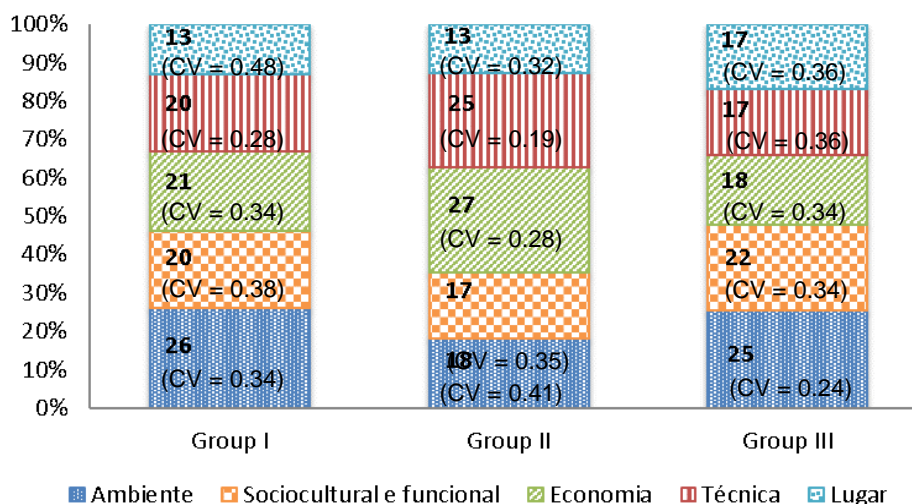 100%
90%
80%
70%
60%
50%
40%
30%
20%
10%
0%
13
(CV = 0.48)
20
(CV = 0.28)
21
(CV = 0.34)
20
(CV = 0.38)
26
(CV = 0.34)
13
(CV = 0.32)
25
(CV = 0.19)
27
(CV = 0.28)
17
(CV = 0.35)
18
(CV = 0.41)
17
(CV = 0.36)
17
(CV = 0.36)
18
(CV = 0.34)
22
(CV = 0.34)
25
(CV = 0.24)
Group I
Group II
Group III
Ambiente
Sociocultural e funcional
Economia
Técnica
Lugar